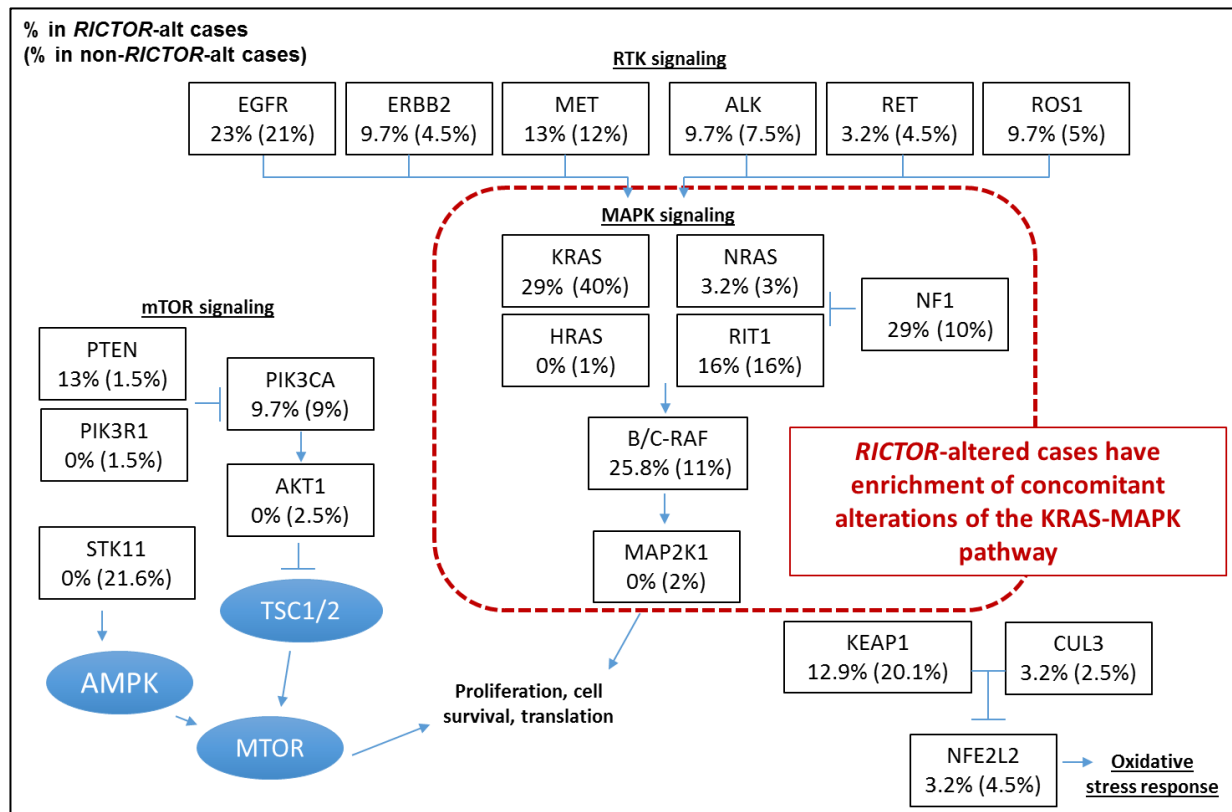 % in RICTOR-alt cases
(% in non-RICTOR-alt cases)
RTK signaling
EGFR
23% (21%)
ERBB2
9.7% (4.5%)
MET
13% (12%)
ALK
9.7% (7.5%)
RET
3.2% (4.5%)
ROS1
9.7% (5%)
MAPK signaling
KRAS
29% (40%)
NRAS
3.2% (3%)
HRAS
0% (1%)
RIT1
16% (16%)
NF1
29% (10%)
B/C-RAF
25.8% (11%)
MAP2K1
0% (2%)
RICTOR-altered cases have
enrichment of concomitant
alterations of the KRAS-MAPK
pathway
mTOR signaling
PTEN
13% (1.5%)
PIK3R1
0% (1.5%)
PIK3CA
9.7% (9%)
AKT1
0% (2.5%)
STK11
0% (21.6%)
TSC1/2
AMPK
MTOR
Proliferation, cell
survival, translation
KEAP1
12.9% (20.1%)
CUL3
3.2% (2.5%)
NFE2L2
3.2% (4.5%)
Oxidative
stress response